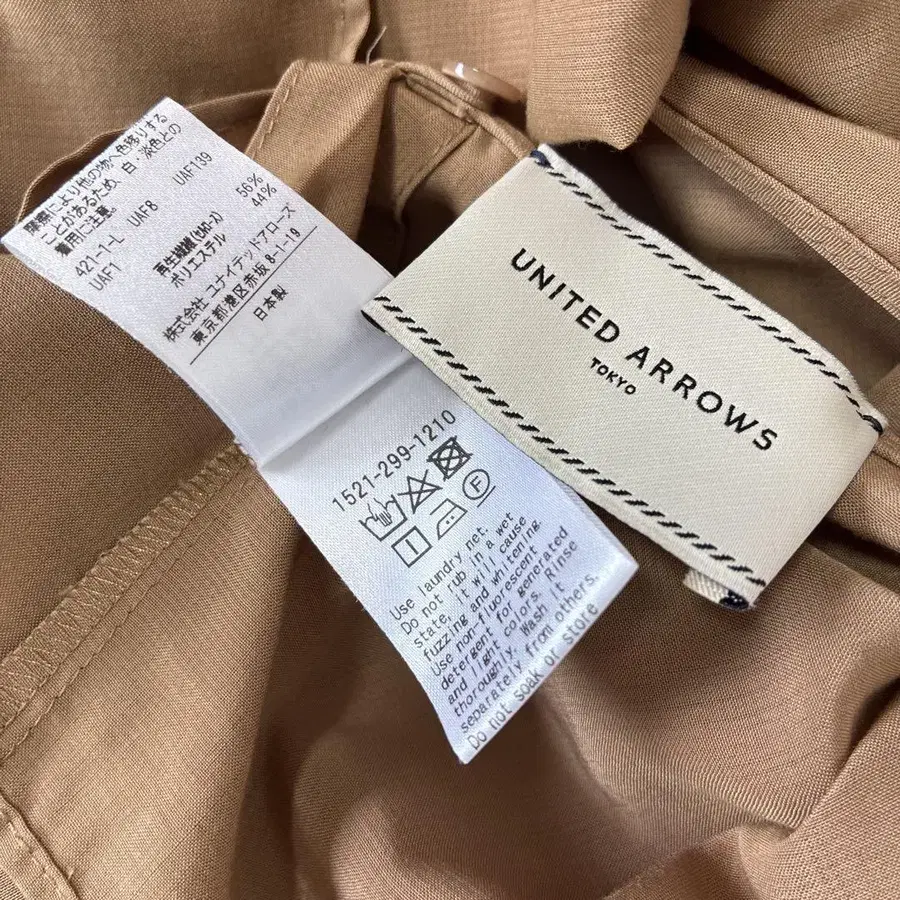 摩擦により他の物へ色移りする
ことがあるため、白・淡色との
着用にご注意。
421-1-L UAF8 UAF139
UAF1
再生繊維(セルロース) 56%
ポリエステル 44%
株式会社 ユナイテッドアローズ
東京都港区赤坂 8-1-19
日本製
1521-299-1210
F
Use laundry net.
Do not rub in a wet
state, it will cause
fuzzing and whitening.
Use non-fluorescent
detergent for generated
and light colors. Rinse
thoroughly. Wash it
separately from others.
Do not soak or store
UNITED ARROWS
TOKYO